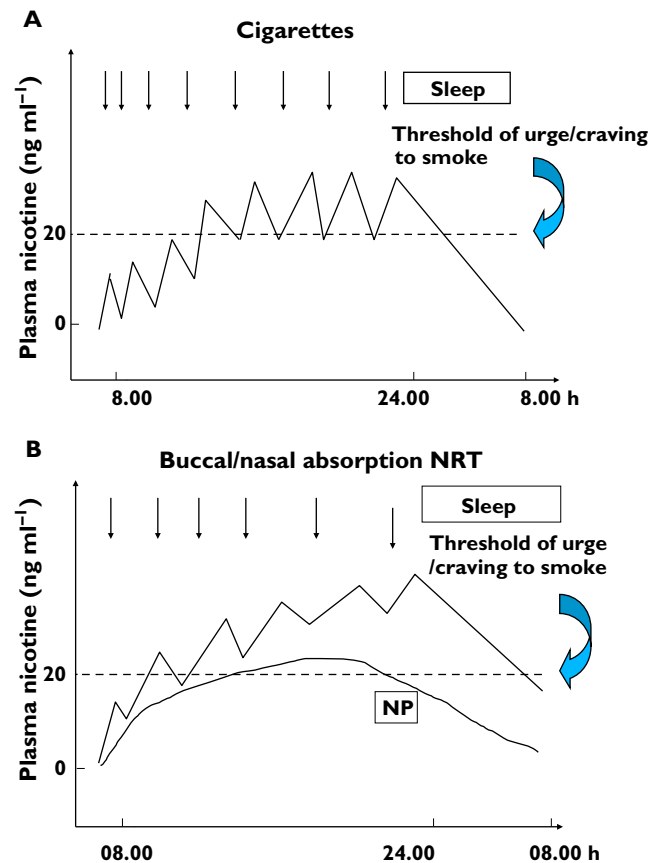 A
Cigarettes
Sleep
Threshold of urge/craving
to smoke
Plasma nicotine (ng ml⁻¹)
20
0
8.00
24.00
8.00 h
B
Buccal/nasal absorption NRT
Sleep
Threshold of urge
/craving to smoke
Plasma nicotine (ng ml⁻¹)
20
NP
0
08.00
24.00
08.00 h